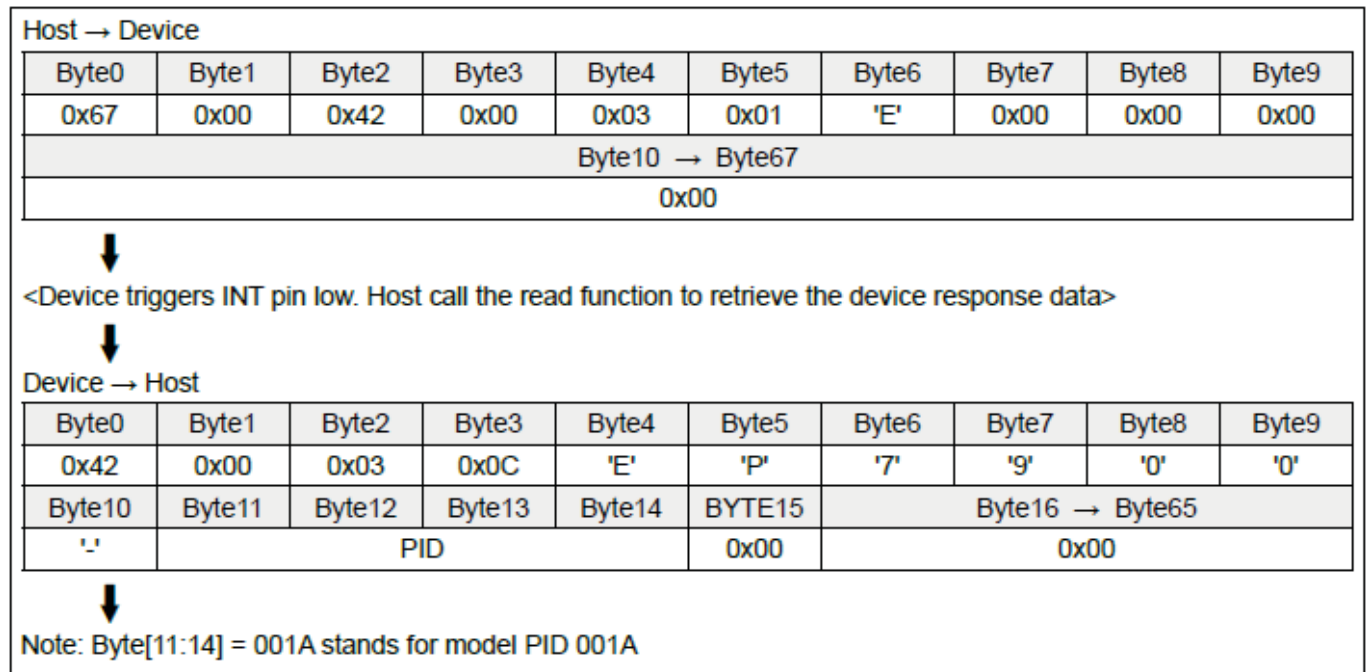 Host → Device
Byte0 Byte1 Byte2 Byte3 Byte4 Byte5 Byte6 Byte7 Byte8 Byte9
0x67 0x00 0x42 0x00 0x03 0x01 'E' 0x00 0x00 0x00
Byte10 → Byte67
0x00
<Device triggers INT pin low. Host call the read function to retrieve the device response data>
Device → Host
Byte0 Byte1 Byte2 Byte3 Byte4 Byte5 Byte6 Byte7 Byte8 Byte9
0x42 0x00 0x03 0x0C 'E' 'P' '7' '9' '0' '0'
Byte10 Byte11 Byte12 Byte13 Byte14 BYTE15 Byte16 → Byte65
'-' PID 0x00 0x00
Note: Byte[11:14] = 001A stands for model PID 001A